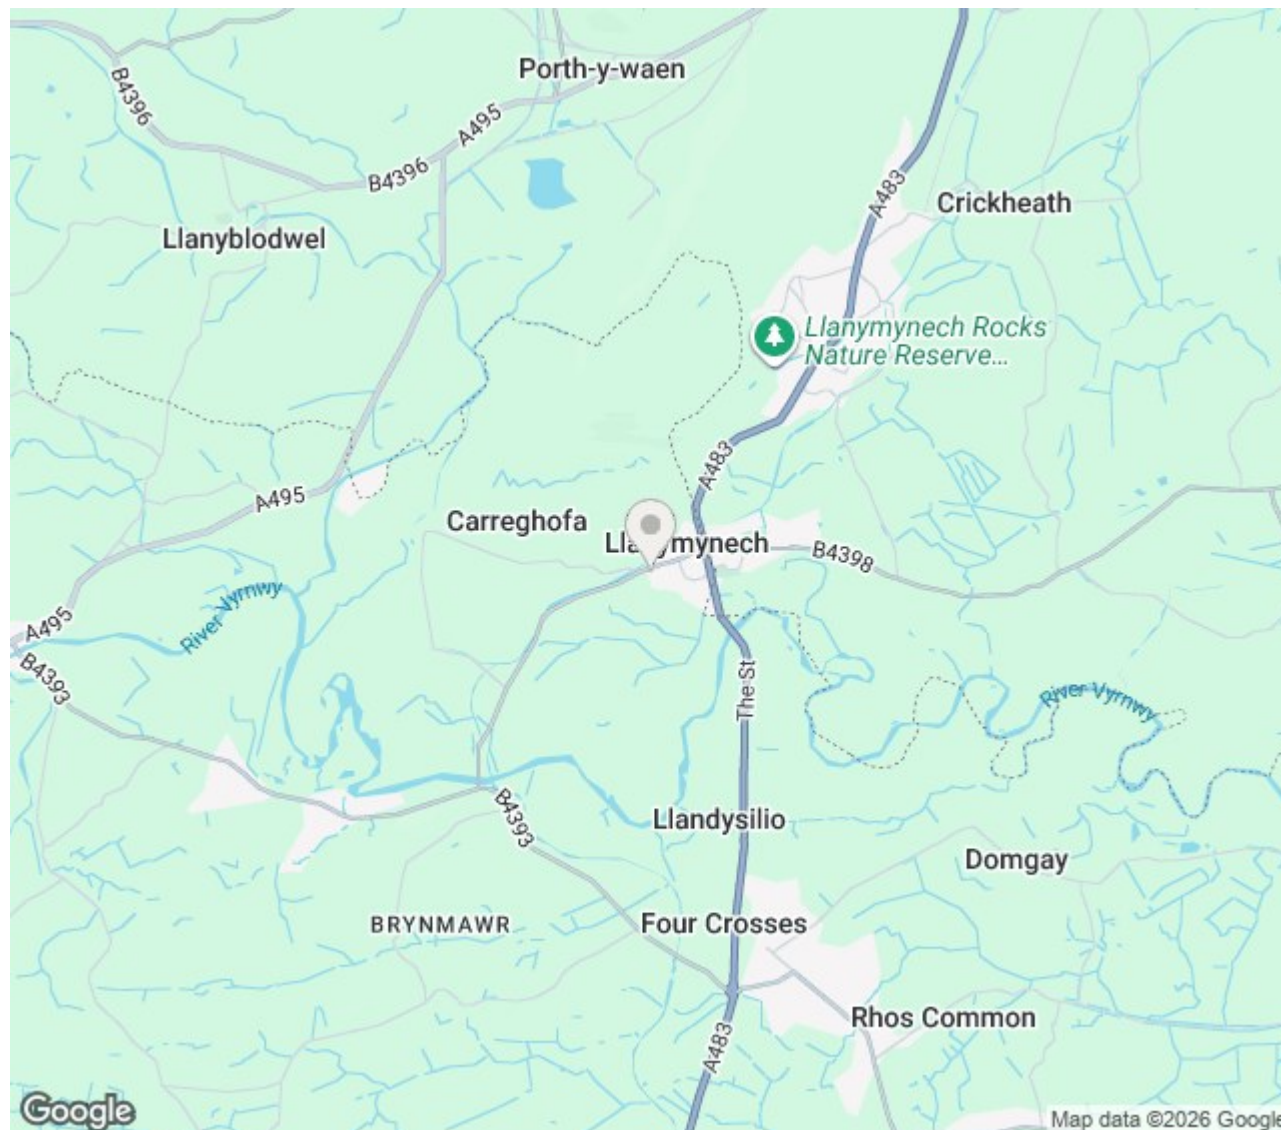 Porth-y-waen
B4396
A495
B4396
A483
Crickheath
Llanyblodwel
Llanymynech Rocks
Nature Reserve...
A483
A495
Carreghofa
Llanymynech
B4398
River Vyrnwy
A495
B4393
The St
River Vyrnwy
B4393
Llandysilio
Domgay
BRYNMAWR
Four Crosses
Rhos Common
A483
Google
Map data ©2026 Google